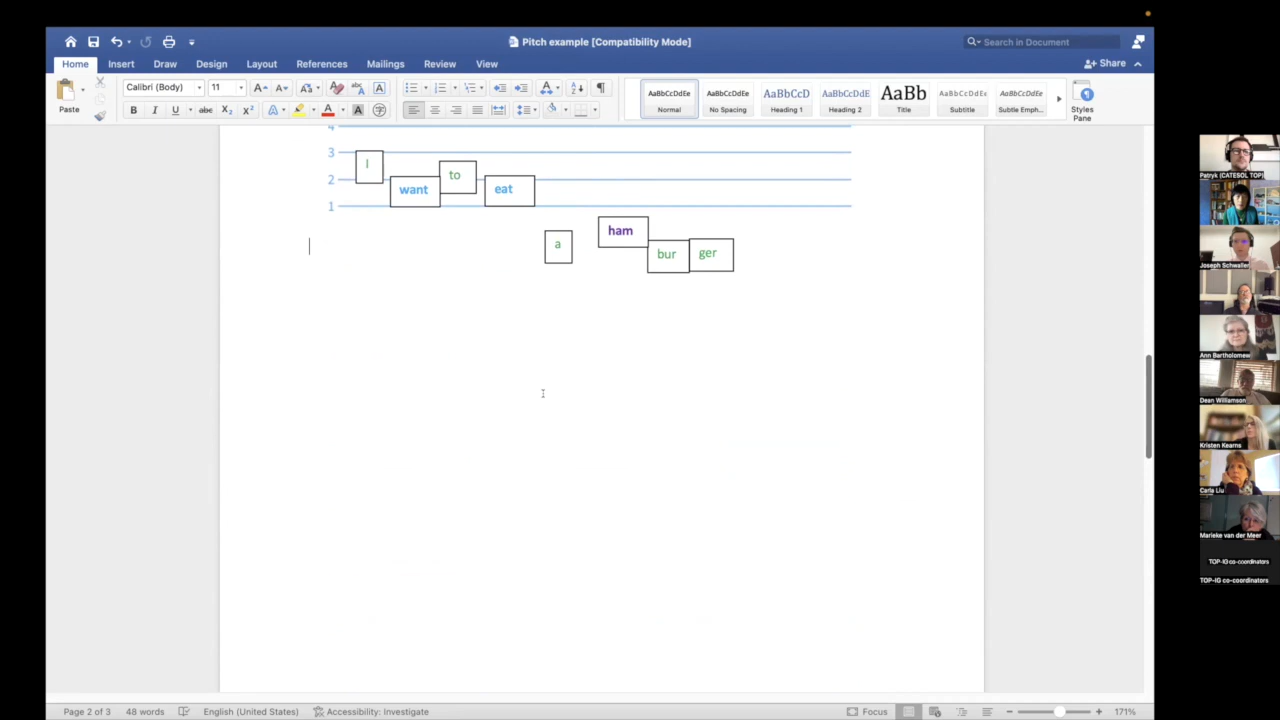 Pitch example [Compatibility Mode]
Search in Document
Home Insert Draw Design Layout References Mailings Review View
Share
Paste
Calibri (Body) 11
AaBbCcDdEe AaBbCcDdEe AaBbCcD AaBbCcDdE AaBb AaBbCcDdEe AaBbCcDdEe
Normal No Spacing Heading 1 Heading 2 Title Subtitle Subtle Emph...
Styles Pane
4
3
2
1
I
want
to
eat
a
ham
bur
ger
Patryk (CATESOL TOP)
Joseph Schwaller
Ann Bartholomew
Dean Williamson
Kristen Kearns
Carla Liu
Marieke van der Meer
TOP-IG co-coordinators
TOP-IG co-coordinators
Page 2 of 3 48 words English (United States) Accessibility: Investigate Focus 171%